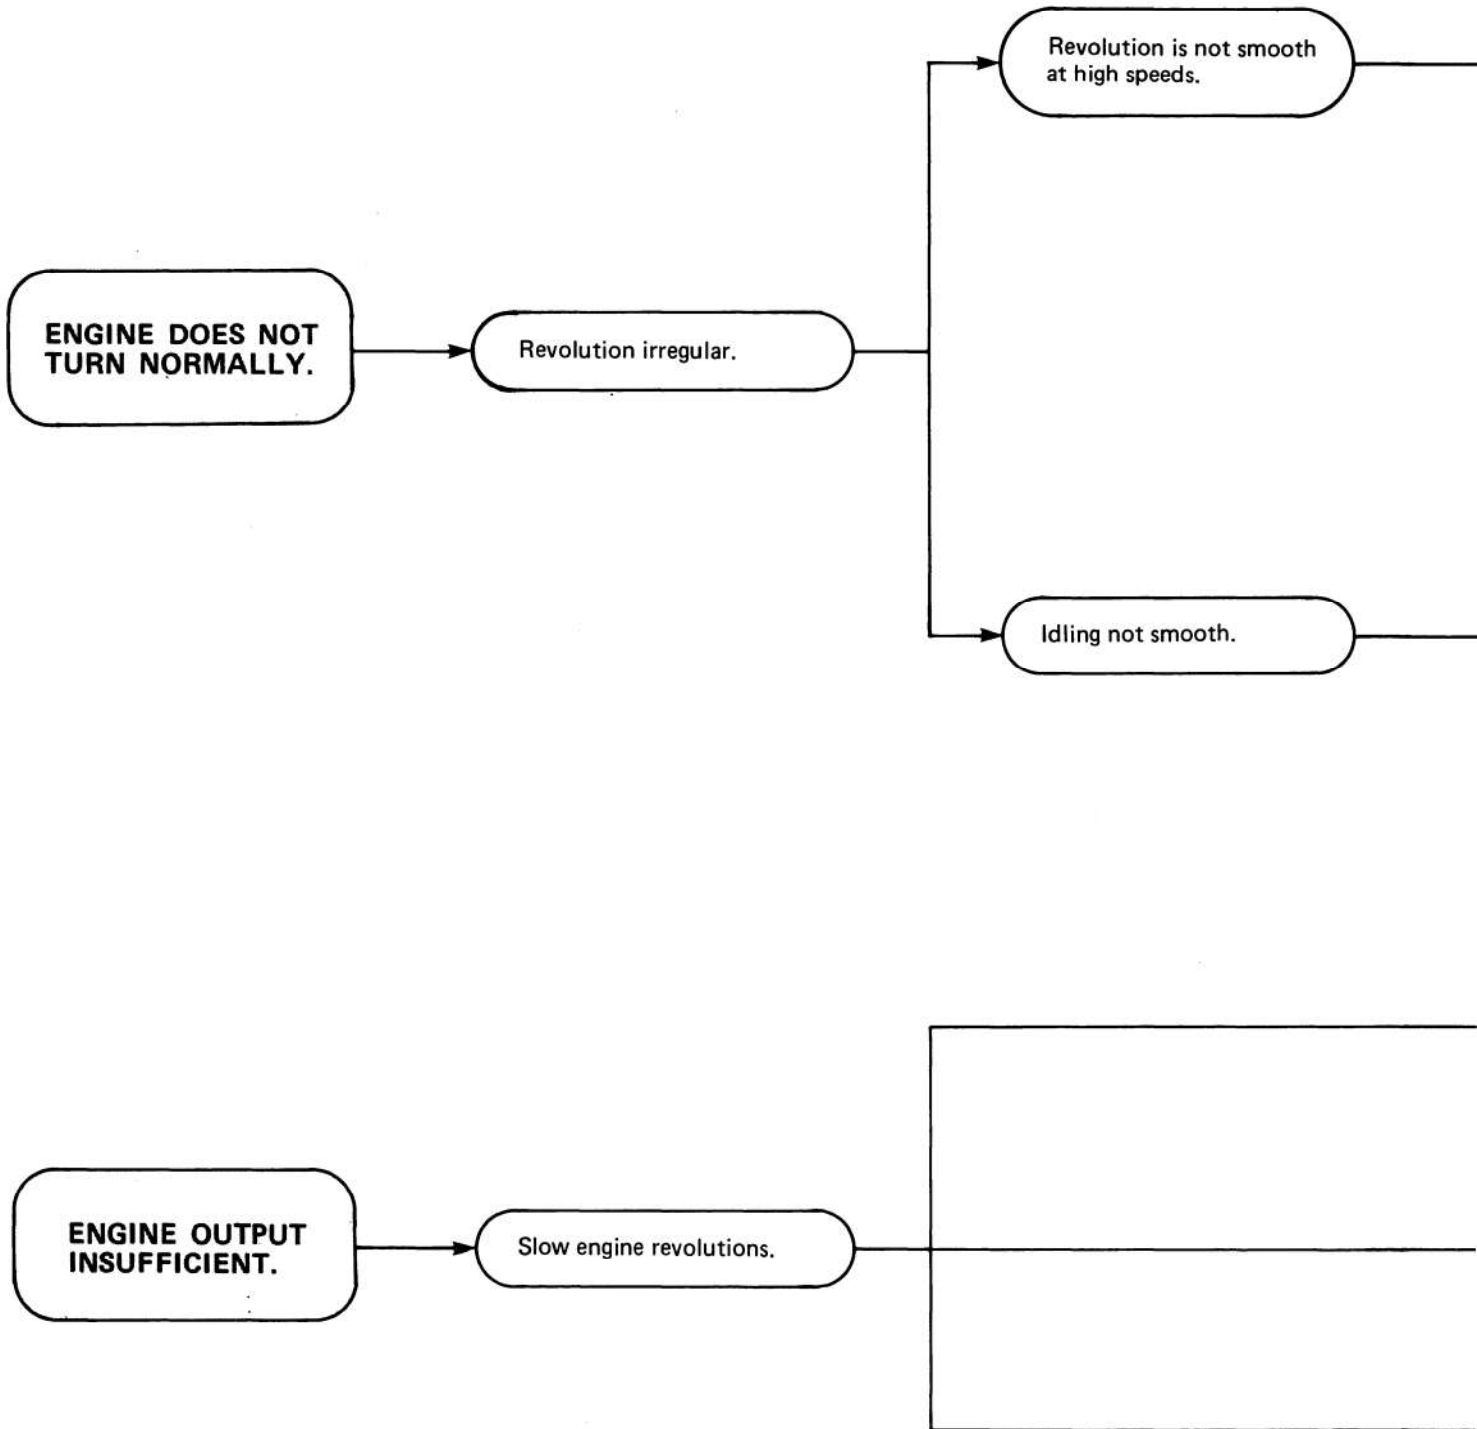 Revolution is not smooth
at high speeds.
ENGINE DOES NOT
TURN NORMALLY.
Revolution irregular.
Idling not smooth.
ENGINE OUTPUT
INSUFFICIENT.
Slow engine revolutions.